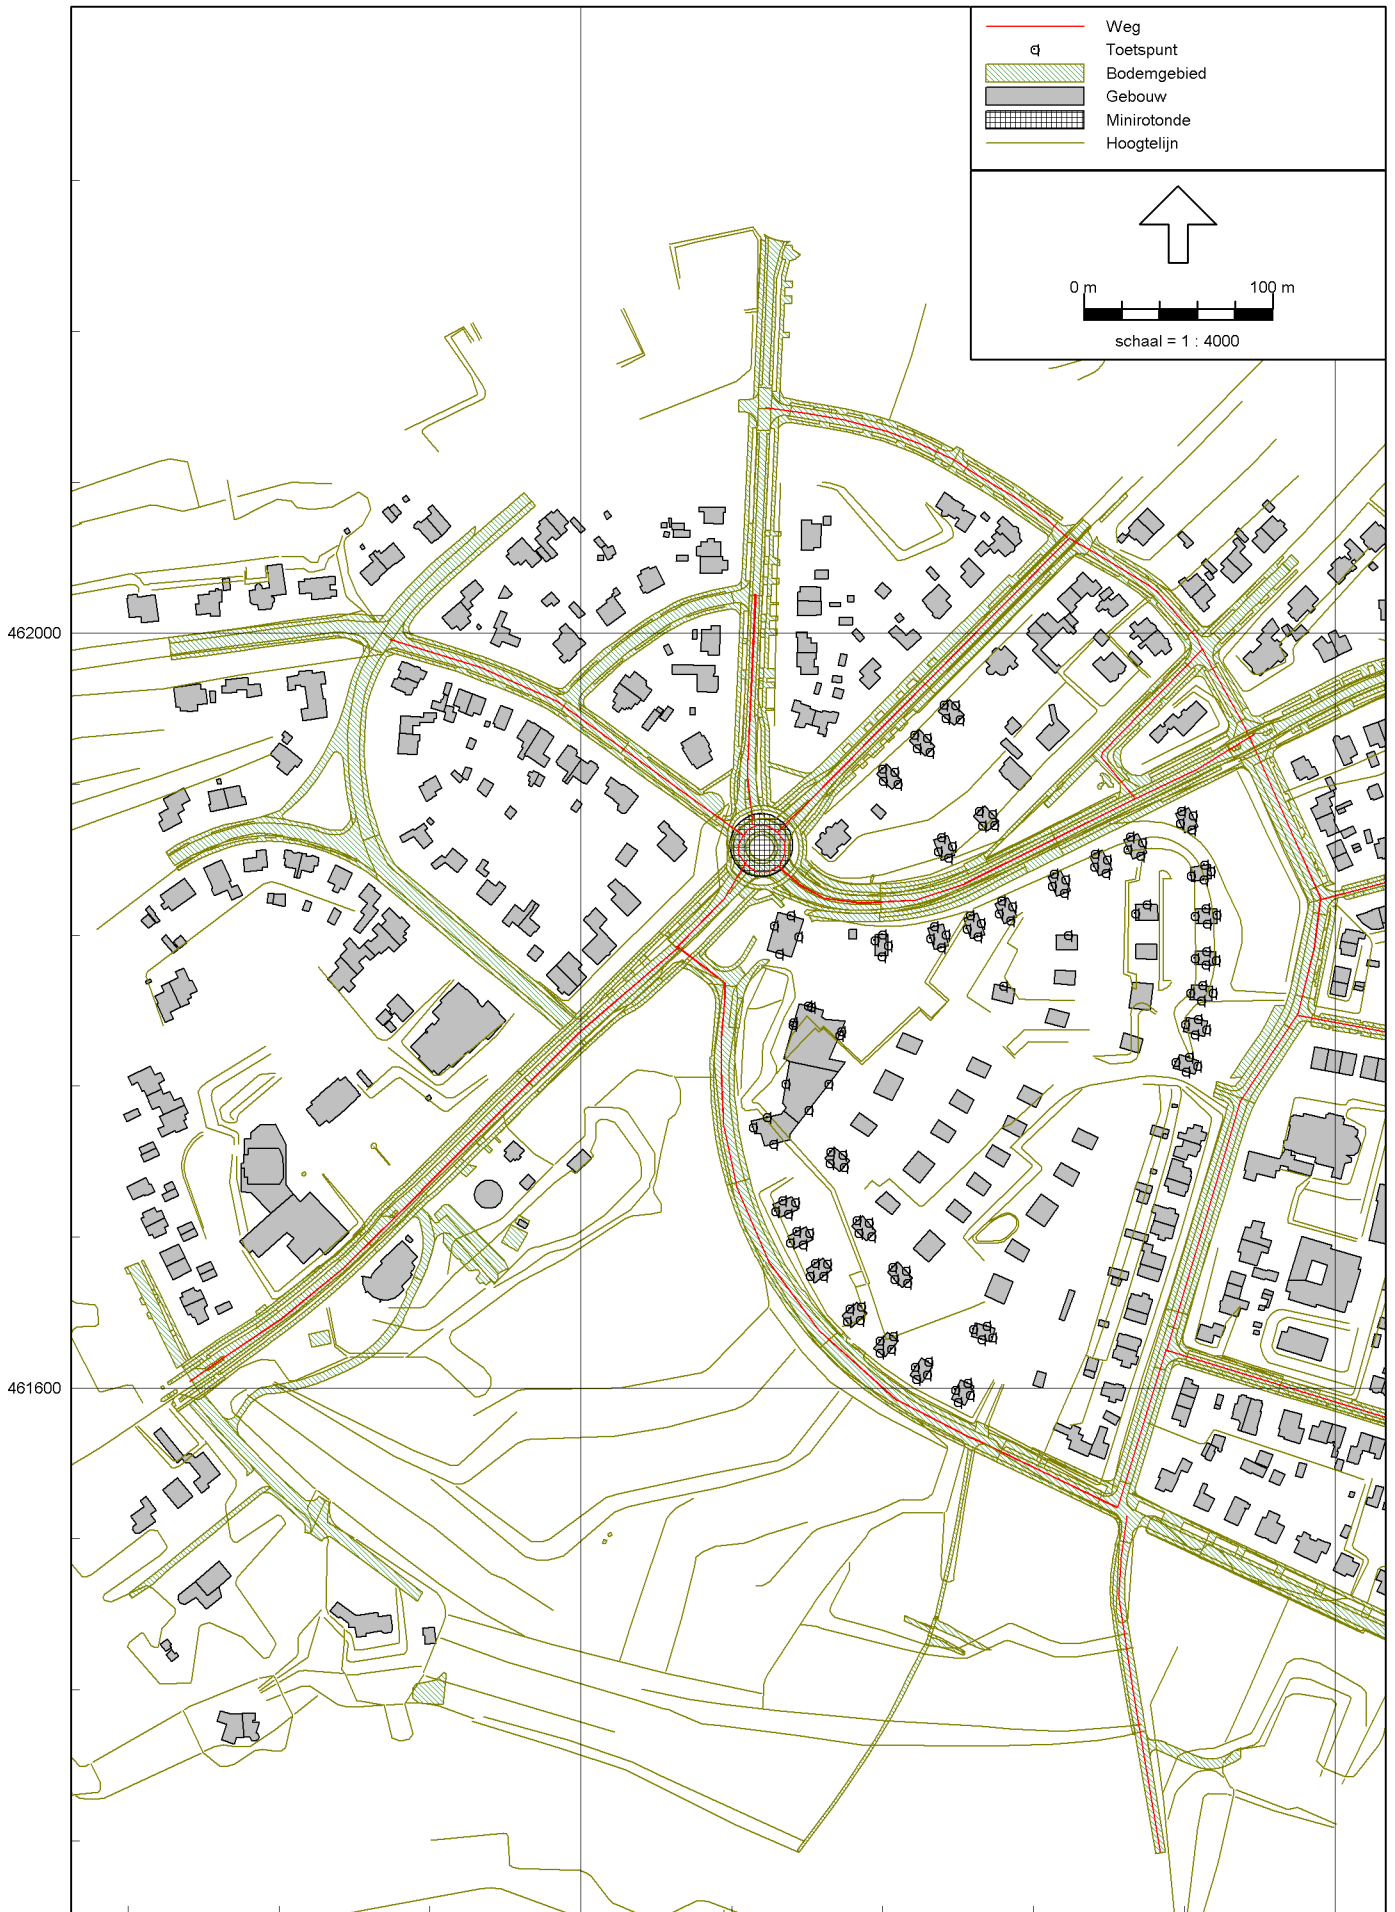 Weg
Toetspunt
Bodemgebied
Gebouw
Minirotonde
Hoogtelijn
0 m 100 m
schaal = 1 : 4000
462000
461600